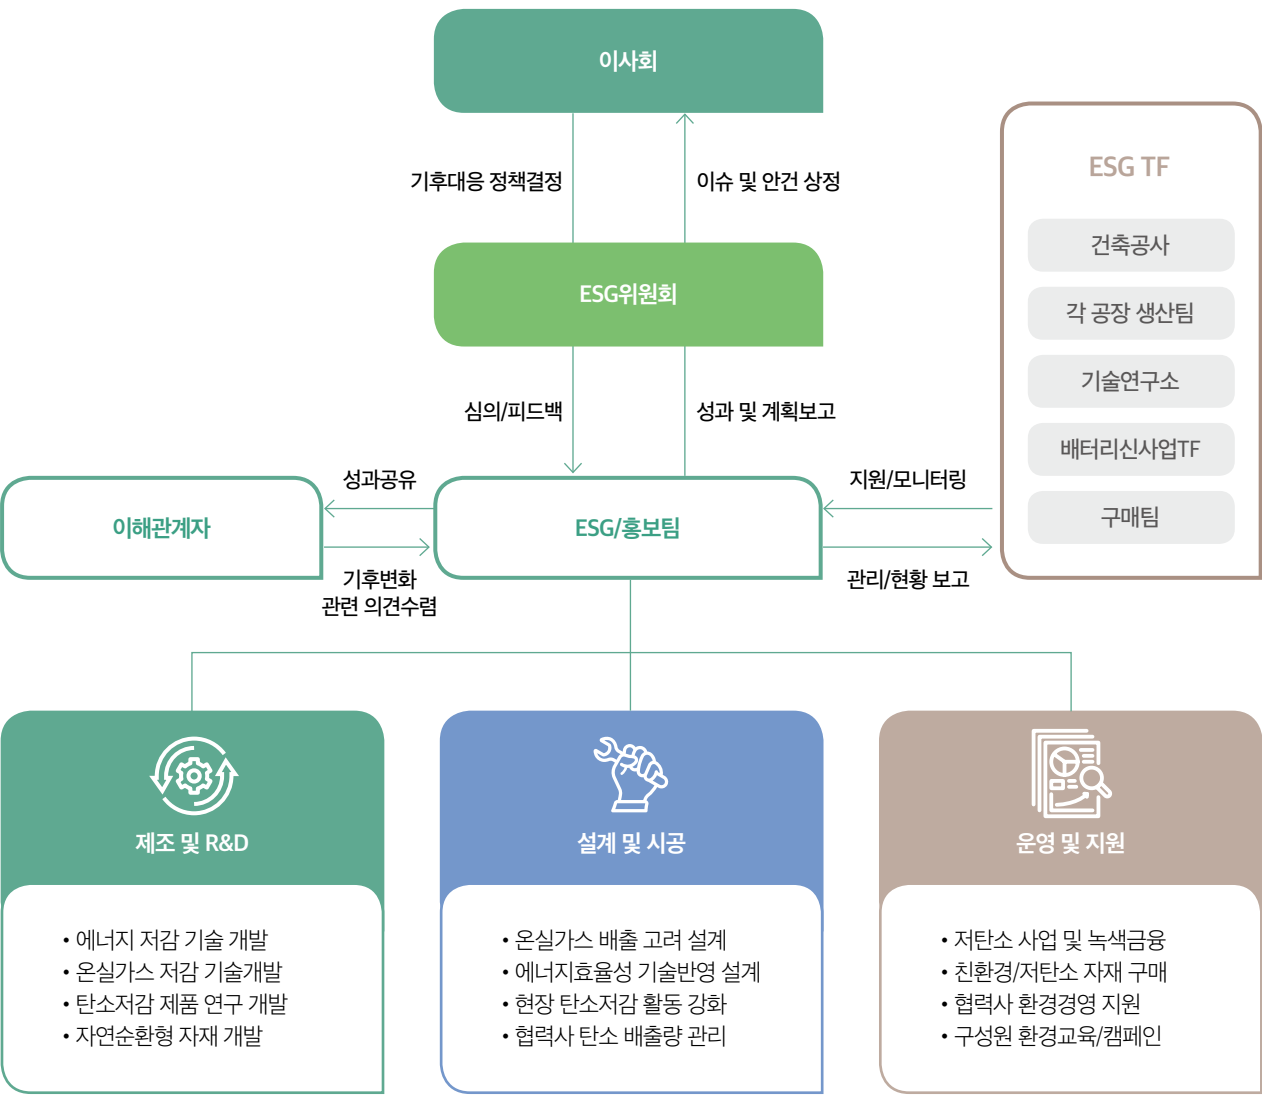 이사회
기후대응 정책결정
이슈 및 안건 상정
ESG위원회
심의/피드백
성과 및 계획보고
ESG TF
건축공사
각 공장 생산팀
기술연구소
배터리신사업TF
구매팀
이해관계자
성과공유
기후변화
관련 의견수렴
ESG/홍보팀
지원/모니터링
관리/현황 보고
제조 및 R&D
• 에너지 저감 기술 개발
• 온실가스 저감 기술개발
• 탄소저감 제품 연구 개발
• 자연순환형 자재 개발
설계 및 시공
• 온실가스 배출 고려 설계
• 에너지효율성 기술반영 설계
• 현장 탄소저감 활동 강화
• 협력사 탄소 배출량 관리
운영 및 지원
• 저탄소 사업 및 녹색금융
• 친환경/저탄소 자재 구매
• 협력사 환경경영 지원
• 구성원 환경교육/캠페인